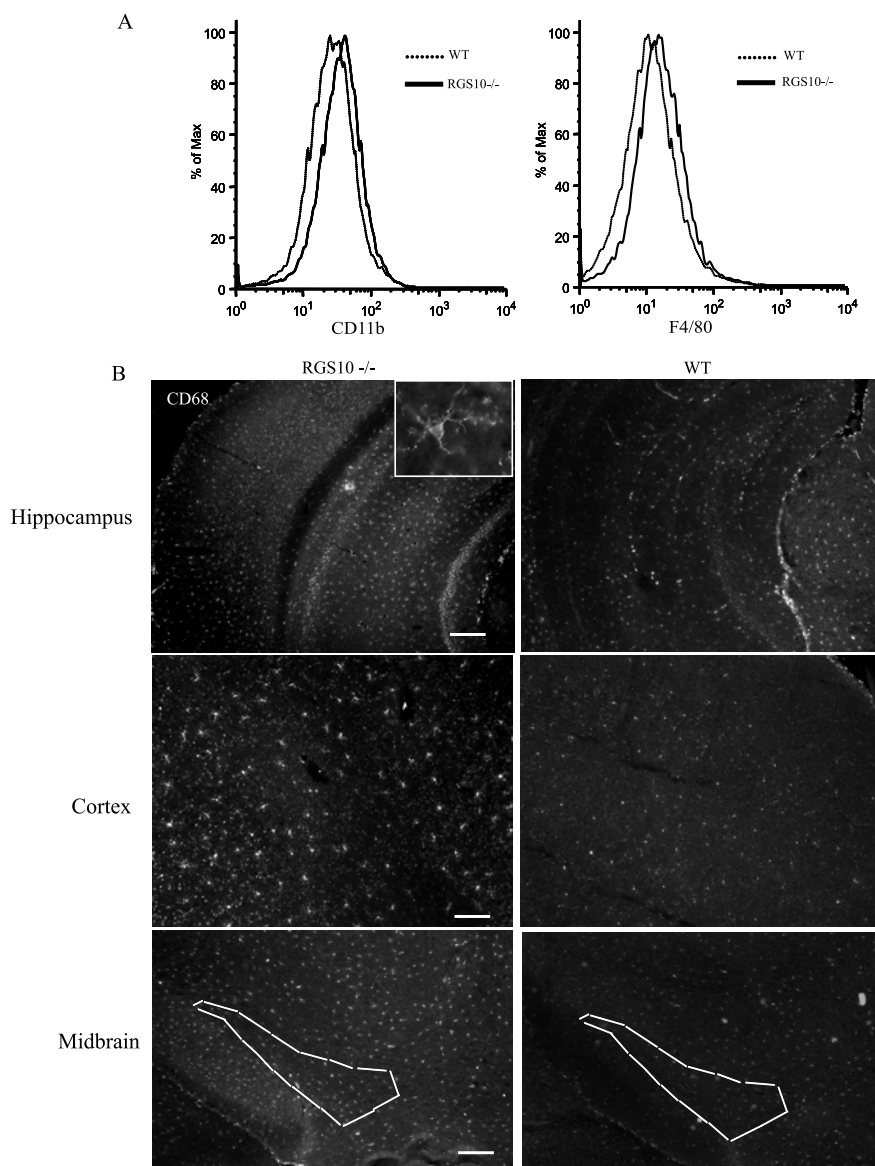 A
100
80
60
40
20
0
% of Max
WT
RGS10-/-
10^0 10^1 10^2 10^3 10^4
CD11b
100
80
60
40
20
0
% of Max
WT
RGS10-/-
10^0 10^1 10^2 10^3 10^4
F4/80
B
RGS10 -/- WT
CD68
Hippocampus
Cortex
Midbrain